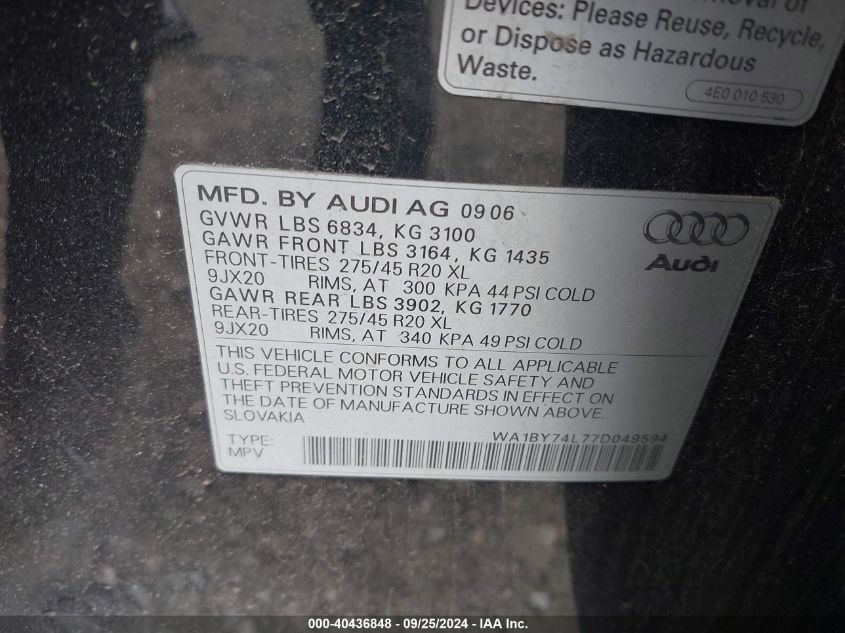 Devices: Please Reuse, Recycle,
or Dispose as Hazardous
Waste.
4E0 010 530
MFD. BY AUDI AG 09 06
GVWR LBS 6834, KG 3100
GAWR FRONT LBS 3164, KG 1435
FRONT-TIRES 275/45 R20 XL
9JX20 RIMS, AT 300 KPA 44 PSI COLD
GAWR REAR LBS 3902, KG 1770
REAR-TIRES 275/45 R20 XL
9JX20 RIMS, AT 340 KPA 49 PSI COLD
Audi
THIS VEHICLE CONFORMS TO ALL APPLICABLE
U.S. FEDERAL MOTOR VEHICLE SAFETY AND
THEFT PREVENTION STANDARDS IN EFFECT ON
THE DATE OF MANUFACTURE SHOWN ABOVE.
SLOVAKIA
WA1BY74L77D049594
TYPE:
MPV
000-40436848 - 09/25/2024 - IAA Inc.